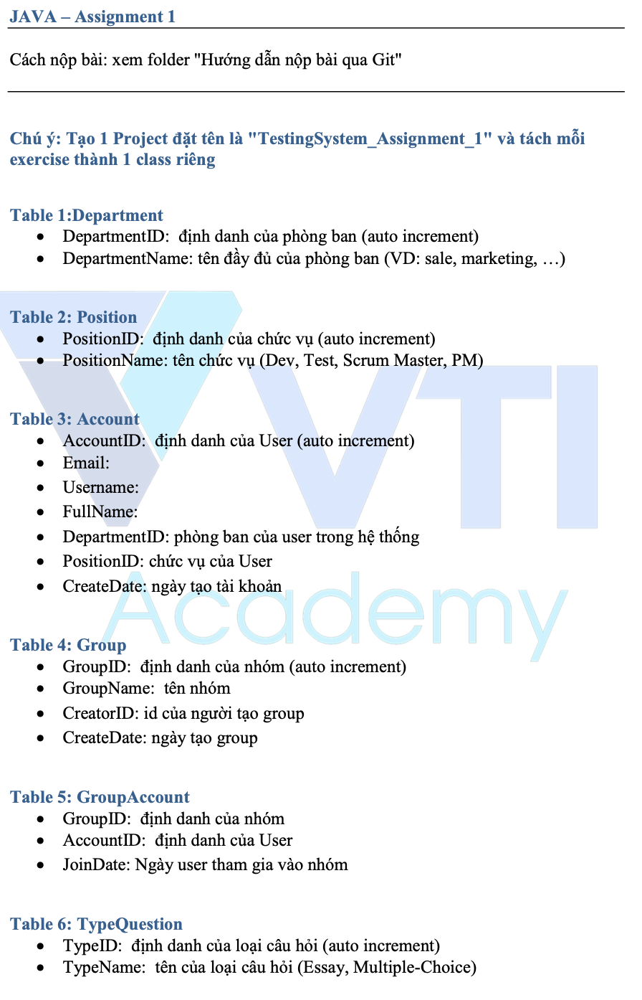 JAVA – Assignment 1
Cách nộp bài: xem folder "Hướng dẫn nộp bài qua Git"
Chú ý: Tạo 1 Project đặt tên là "TestingSystem_Assignment_1" và tách mỗi
exercise thành 1 class riêng
Table 1:Department
• DepartmentID: định danh của phòng ban (auto increment)
• DepartmentName: tên đầy đủ của phòng ban (VD: sale, marketing, …)
Table 2: Position
• PositionID: định danh của chức vụ (auto increment)
• PositionName: tên chức vụ (Dev, Test, Scrum Master, PM)
Table 3: Account
• AccountID: định danh của User (auto increment)
• Email:
• Username:
• FullName:
• DepartmentID: phòng ban của user trong hệ thống
• PositionID: chức vụ của User
• CreateDate: ngày tạo tài khoản
Table 4: Group
• GroupID: định danh của nhóm (auto increment)
• GroupName: tên nhóm
• CreatorID: id của người tạo group
• CreateDate: ngày tạo group
Table 5: GroupAccount
• GroupID: định danh của nhóm
• AccountID: định danh của User
• JoinDate: Ngày user tham gia vào nhóm
Table 6: TypeQuestion
• TypeID: định danh của loại câu hỏi (auto increment)
• TypeName: tên của loại câu hỏi (Essay, Multiple-Choice)
VTI
Academy